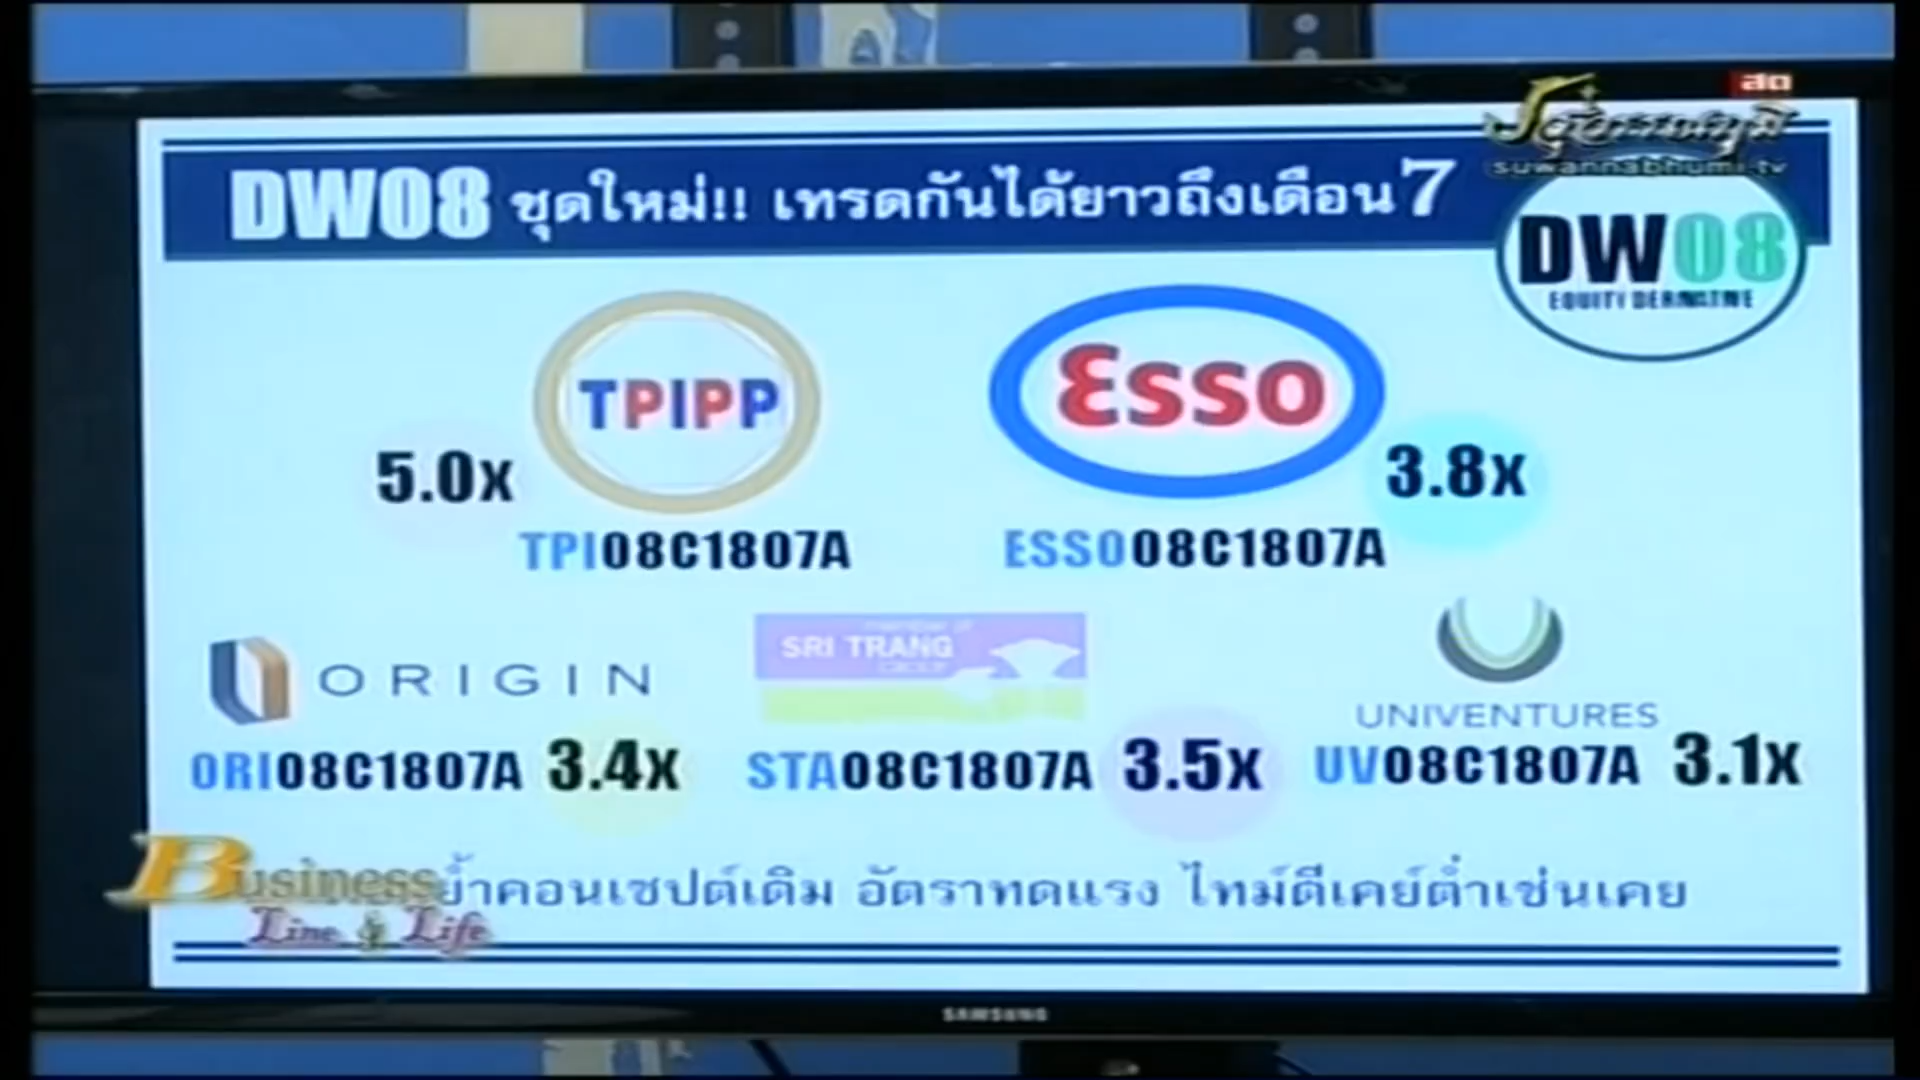 สด
สุวรรณภูมิ
suwannabhumi.tv
DW08 ชุดใหม่!! เทรดกันได้ยาวถึงเดือน 7
DW08
EQUITY DERIVATIVE
TPIPP
Esso
5.0x
3.8x
TPI08C1807A
ESSO08C1807A
ORIGIN
member of
SRI TRANG
GROUP
UNIVENTURES
ORI08C1807A 3.4x
STA08C1807A 3.5x
UV08C1807A 3.1x
Business
Line & Life
ย้ำคอนเซปต์เดิม อัตราทดแรง ไทม์ดีเคย์ต่ำเช่นเคย
SAMSUNG